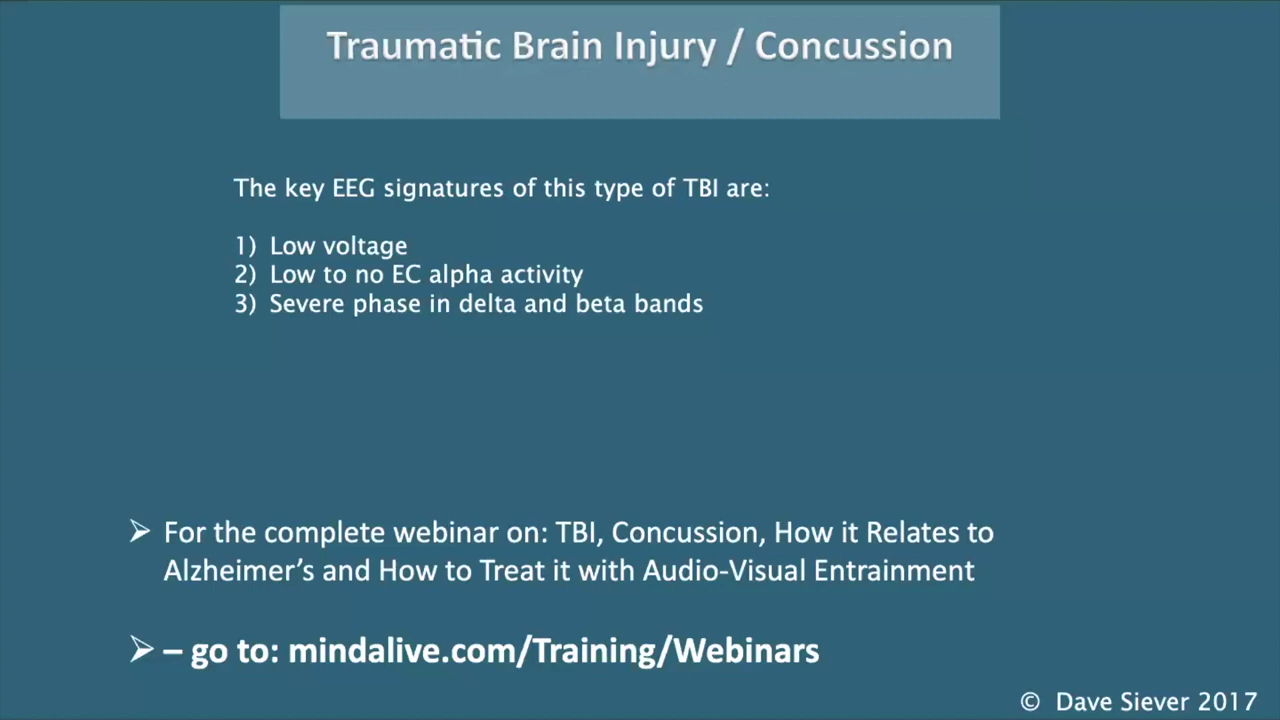 Traumatic Brain Injury / Concussion
The key EEG signatures of this type of TBI are:
1) Low voltage
2) Low to no EC alpha activity
3) Severe phase in delta and beta bands
➢ For the complete webinar on: TBI, Concussion, How it Relates to
Alzheimer’s and How to Treat it with Audio-Visual Entrainment
➢ – go to: mindalive.com/Training/Webinars
© Dave Siever 2017